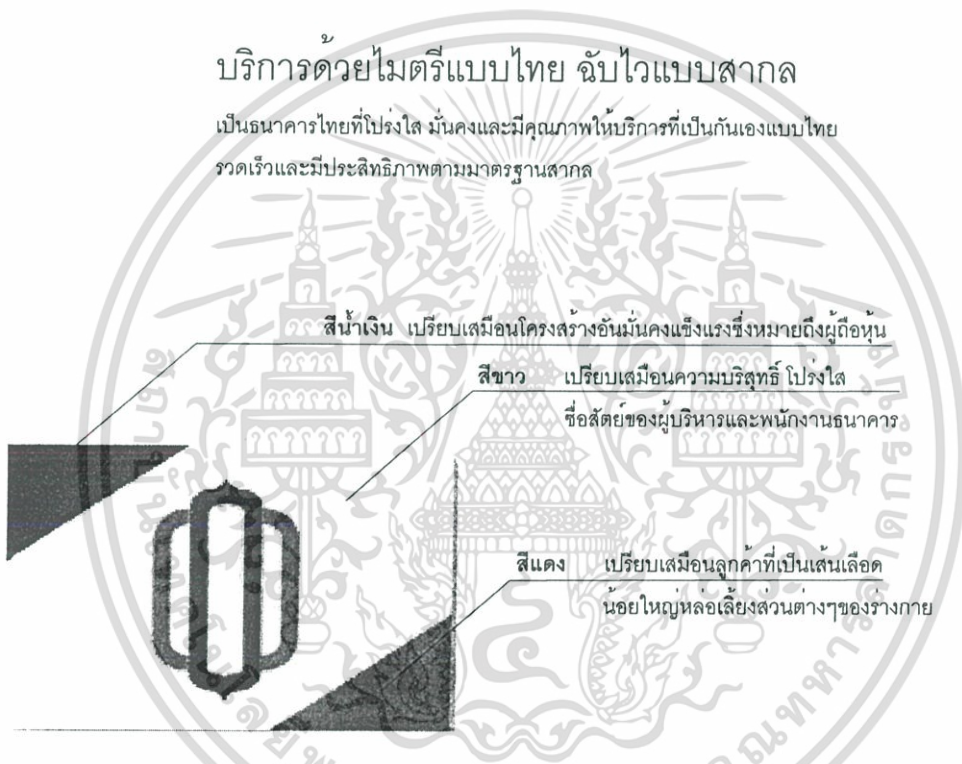 บริการด้วยไมตรีแบบไทย ฉับไวแบบสากล
เป็นธนาคารไทยที่โปร่งใส มั่นคงและมีคุณภาพให้บริการที่เป็นกันเองแบบไทย
รวดเร็วและมีประสิทธิภาพตามมาตรฐานสากล
สีน้ำเงิน เปรียบเสมือนโครงสร้างอันมั่นคงแข็งแรงซึ่งหมายถึงผู้ถือหุ้น
สีขาว เปรียบเสมือนความบริสุทธิ์ โปร่งใส
ซื่อสัตย์ของผู้บริหารและพนักงานธนาคาร
สีแดง เปรียบเสมือนลูกค้าที่เป็นเส้นเลือด
น้อยใหญ่หล่อเลี้ยงส่วนต่างๆของร่างกาย